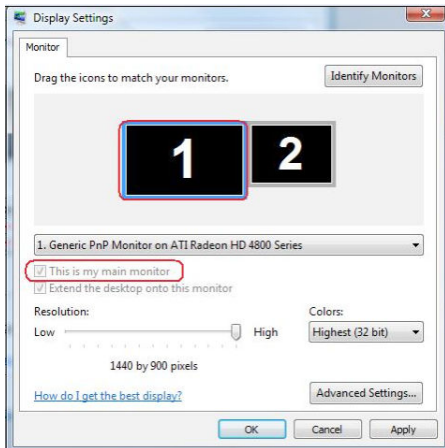 Display Settings
Monitor
Drag the icons to match your monitors.
Identify Monitors
1
2
1. Generic PnP Monitor on ATI Radeon HD 4800 Series
This is my main monitor
Extend the desktop onto this monitor
Resolution:
Colors:
Low
High
Highest (32 bit)
1440 by 900 pixels
How do I get the best display?
Advanced Settings...
OK
Cancel
Apply